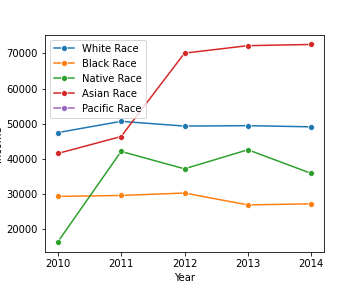 White Race
Black Race
Native Race
Asian Race
Pacific Race
70000
60000
50000
40000
30000
20000
2010
2011
2012
2013
2014
Year